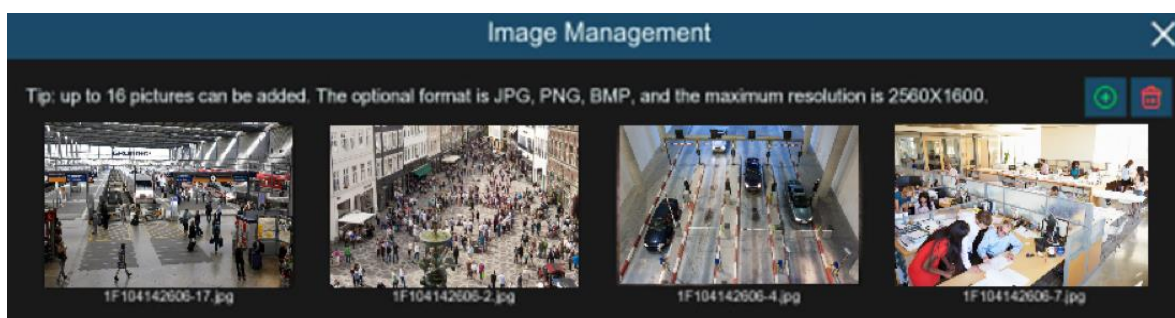 Image Management
Tip: up to 16 pictures can be added. The optional format is JPG, PNG, BMP, and the maximum resolution is 2560X1600.
1F104142606-17.jpg
1F104142606-2.jpg
1F104142606-4.jpg
1F104142606-7.jpg